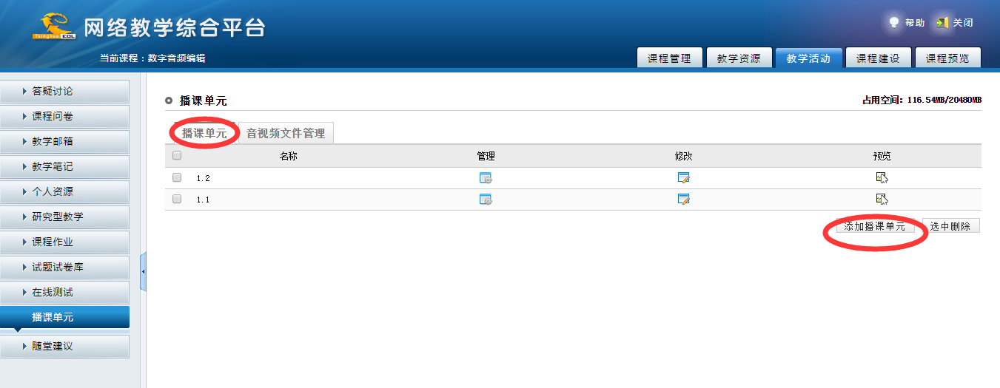 Tsinghua COL
网络教学综合平台
帮助 关闭
当前课程：数字音频编辑
课程管理 教学资源 教学活动 课程建设 课程预览
答疑讨论
课程问卷
教学邮箱
教学笔记
个人资源
研究型教学
课程作业
试题试卷库
在线测试
播课单元
随堂建议
播课单元
占用空间：116.54MB/20480MB
播课单元 音视频文件管理
名称 管理 修改 预览
1.2
1.1
添加播课单元 选中删除